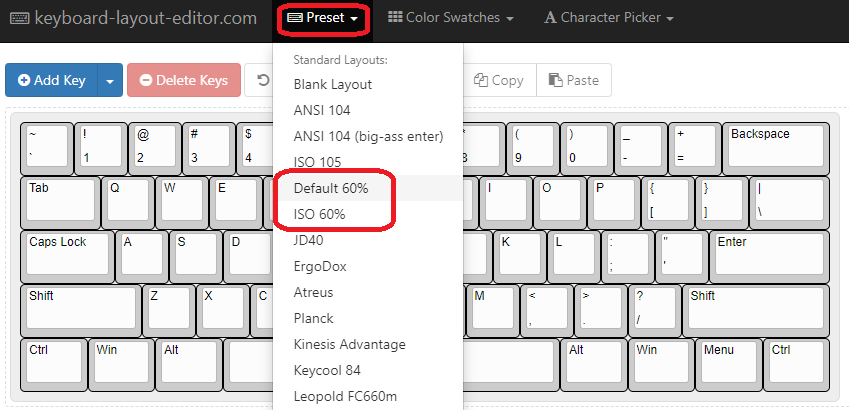 keyboard-layout-editor.com Preset Color Swatches Character Picker
Add Key Delete Keys Copy Paste
Standard Layouts:
Blank Layout
ANSI 104
ANSI 104 (big-ass enter)
ISO 105
Default 60%
ISO 60%
JD40
ErgoDox
Atreus
Planck
Kinesis Advantage
Keycool 84
Leopold FC660m
~ ! @ # $ * ( ) _ + Backspace
` 1 2 3 4 8 9 0 - =
Tab Q W E I O P { } |
[ ] \
Caps Lock A S D K L : " Enter
; '
Shift Z X C M < > ? Shift
, . /
Ctrl Win Alt Alt Win Menu Ctrl